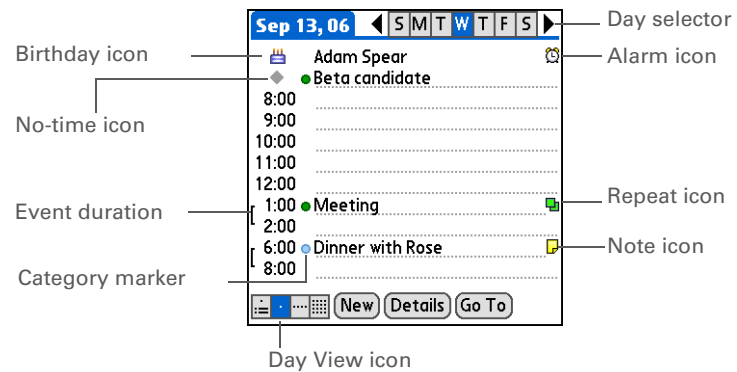 Sep 13, 06 S M T W T F S Day selector
Birthday icon Adam Spear Alarm icon
Beta candidate
8:00
No-time icon 9:00
10:00
11:00
12:00
Event duration 1:00 Meeting Repeat icon
2:00
6:00 Dinner with Rose Note icon
Category marker 8:00
New Details Go To
Day View icon